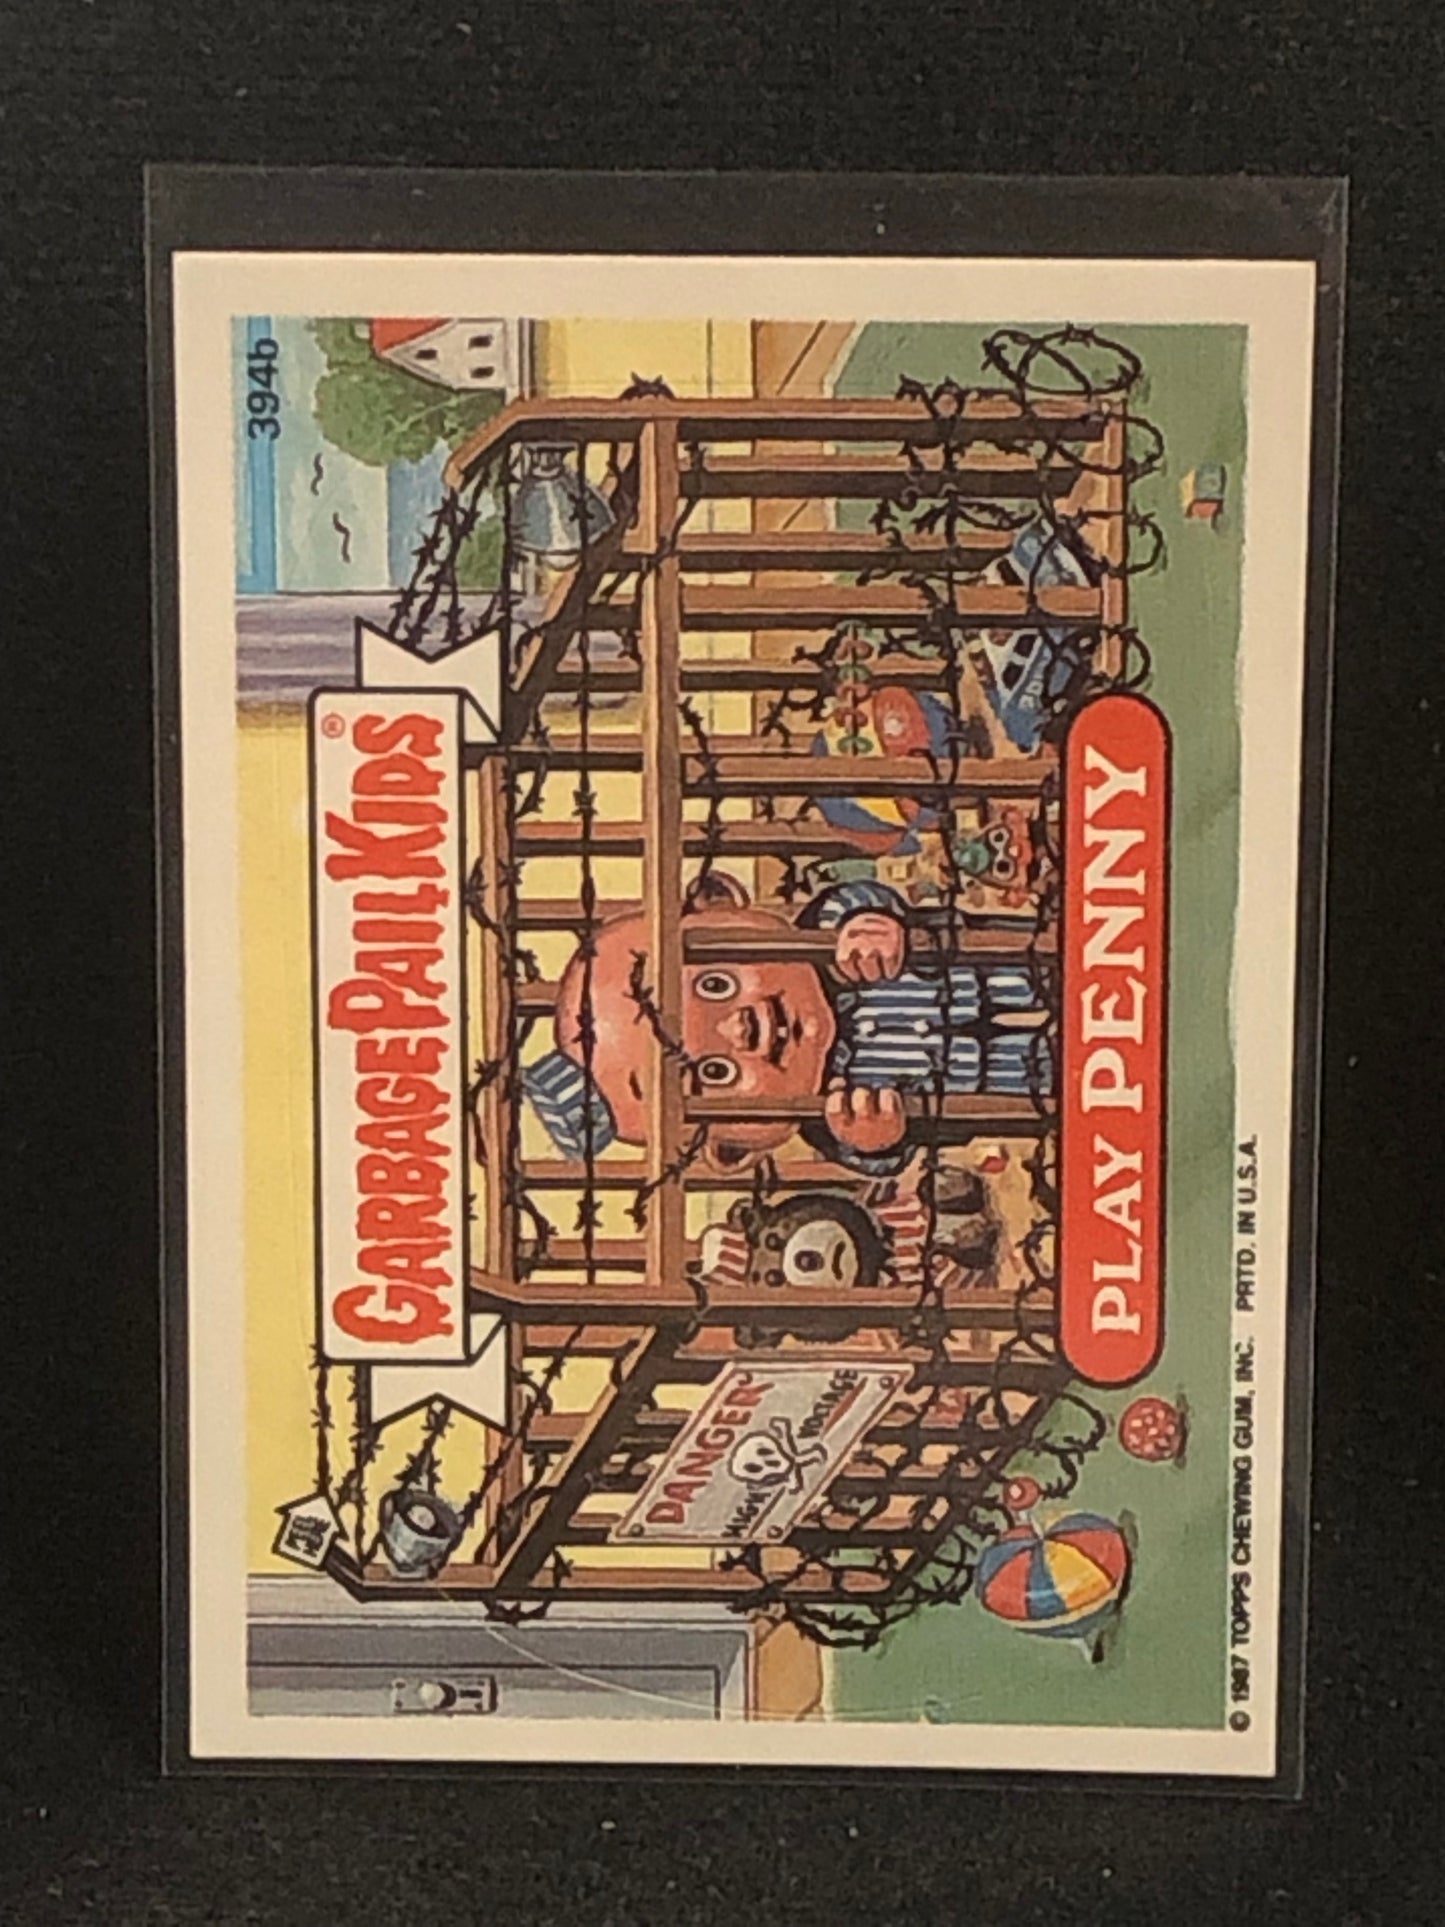 394b
GARBAGE PAIL KIDS®
DANGER
HIGH VOLTAGE
PLAY PENNY
© 1987 TOPPS CHEWING GUM, INC. PRTD. IN U.S.A.